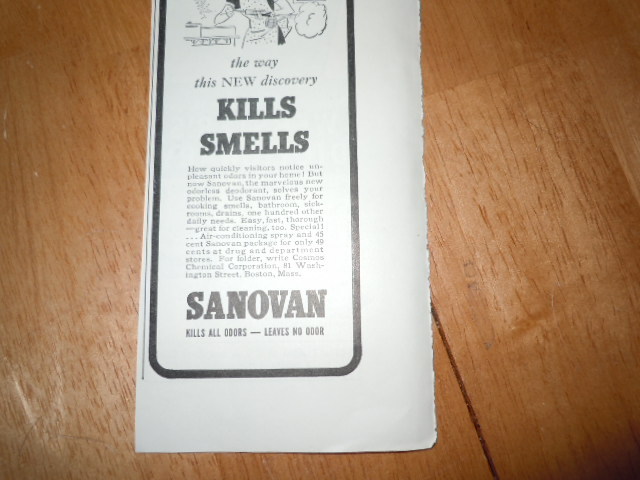 the way
this NEW discovery
KILLS
SMELLS
How quickly visitors notice un-
pleasant odors in your home! But
new Sanovan, the marvelous new
odorless deodorant, solves your
problem. Use Sanovan freely for
cooking smells, bathroom, sick-
rooms, drains, one hundred other
daily needs. Easy, fast, thorough
—great for cleaning, too. Special!
... Air-conditioning spray and 45
cent Sanovan package for only 49
cents at drug and department
stores. For folder, write Cosmos
Chemical Corporation, 81 Wash-
ington Street, Boston, Mass.
SANOVAN
KILLS ALL ODORS — LEAVES NO ODOR